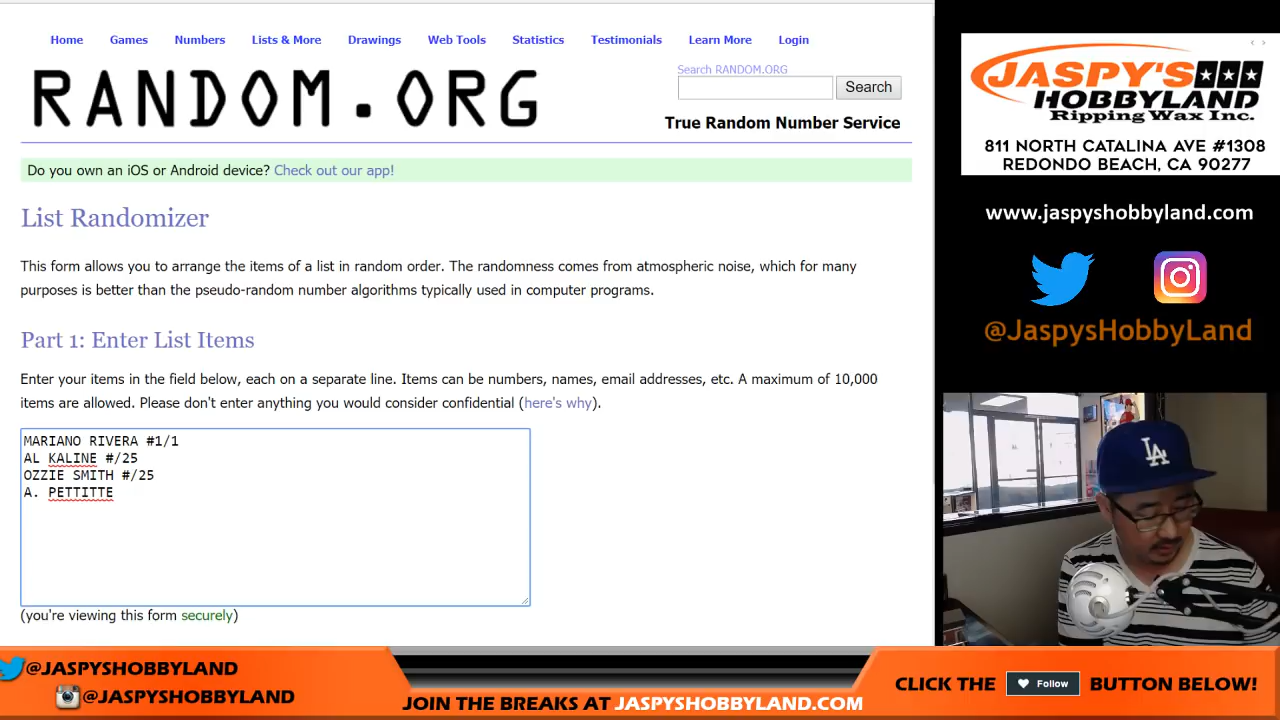 Home Games Numbers Lists & More Drawings Web Tools Statistics Testimonials Learn More Login
RANDOM.ORG
Search RANDOM.ORG
Search
True Random Number Service
Do you own an iOS or Android device? Check out our app!
List Randomizer
This form allows you to arrange the items of a list in random order. The randomness comes from atmospheric noise, which for many
purposes is better than the pseudo-random number algorithms typically used in computer programs.
Part 1: Enter List Items
Enter your items in the field below, each on a separate line. Items can be numbers, names, email addresses, etc. A maximum of 10,000
items are allowed. Please don't enter anything you would consider confidential (here's why).
MARIANO RIVERA #1/1
AL KALINE #/25
OZZIE SMITH #/25
A. PETTITTE
(you're viewing this form securely)
JASPY'S
HOBBYLAND
Ripping Wax Inc.
811 NORTH CATALINA AVE #1308
REDONDO BEACH, CA 90277
www.jaspyshobbyland.com
@JaspysHobbyLand
LA
@JASPYSHOBBYLAND
@JASPYSHOBBYLAND
JOIN THE BREAKS AT JASPYSHOBBYLAND.COM
CLICK THE Follow BUTTON BELOW!